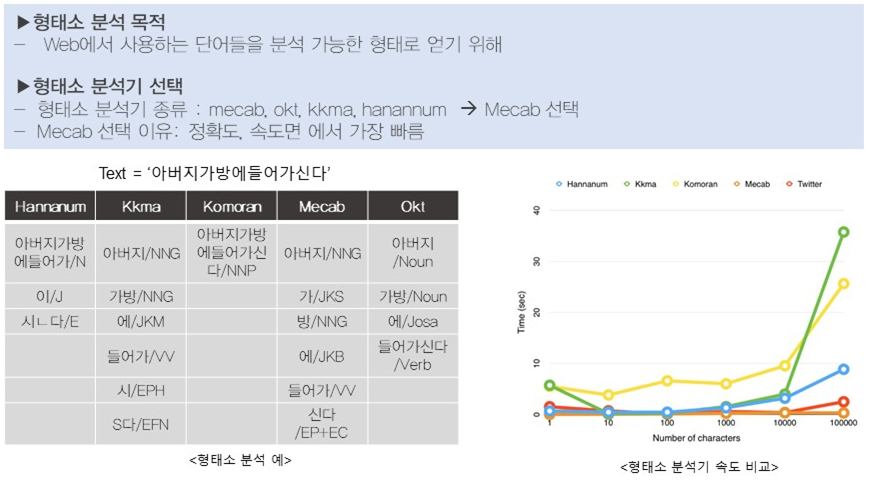 ▶형태소 분석 목적
- Web에서 사용하는 단어들을 분석 가능한 형태로 얻기 위해
▶형태소 분석기 선택
- 형태소 분석기 종류 : mecab, okt, kkma, hanannum → Mecab 선택
- Mecab 선택 이유: 정확도, 속도면 에서 가장 빠름
Text = ‘아버지가방에들어가신다’
Hannanum Kkma Komoran Mecab Okt
아버지가방에들어가/N 아버지/NNG 아버지가방에들어가신다/NNP 아버지/NNG 아버지/Noun
이/J 가방/NNG 가/JKS 가방/Noun
시ㄴ다/E 에/JKM 방/NNG 에/Josa
들어가/VV 에/JKB 들어가신다/Verb
시/EPH 들어가/VV
S다/EFN 신다/EP+EC
<형태소 분석 예>
Hannanum Kkma Komoran Mecab Twitter
Time (sec)
40
30
20
10
0
1 10 100 1000 10000 100000
Number of characters
<형태소 분석기 속도 비교>